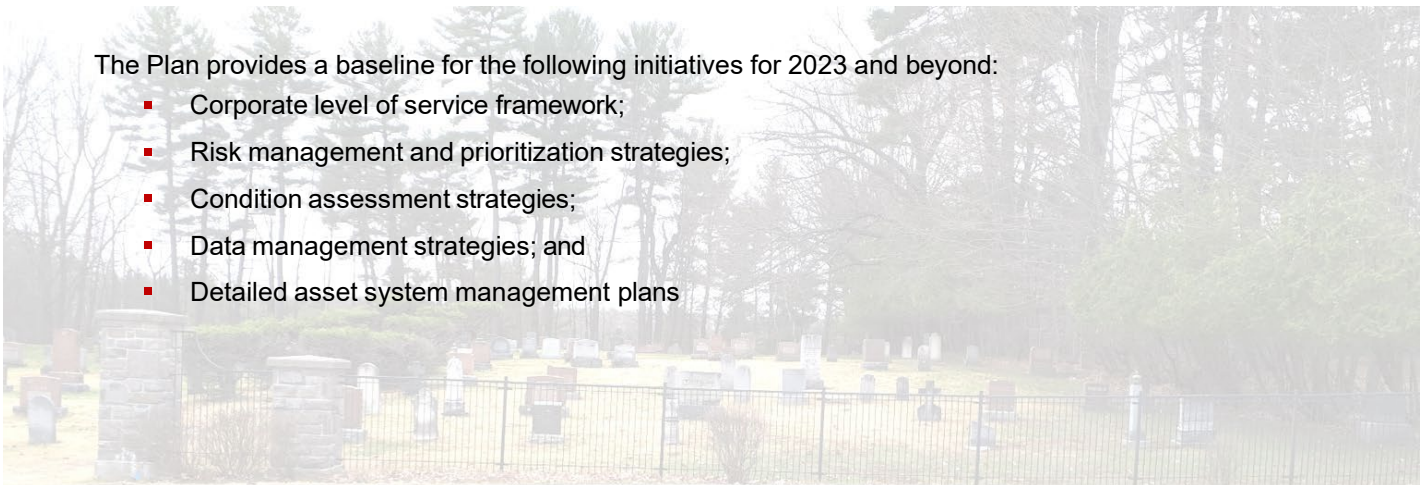 The Plan provides a baseline for the following initiatives for 2023 and beyond:
▪ Corporate level of service framework;
▪ Risk management and prioritization strategies;
▪ Condition assessment strategies;
▪ Data management strategies; and
▪ Detailed asset system management plans